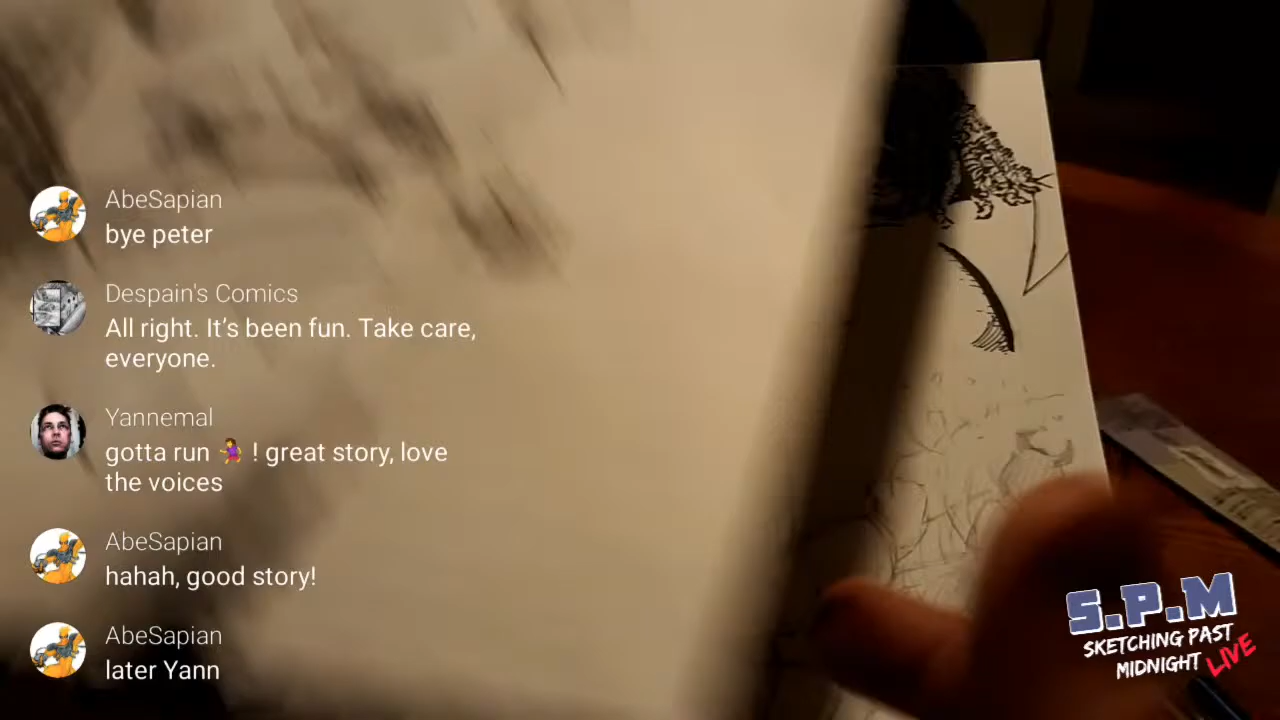 AbeSapian
bye peter
Despain's Comics
All right. It’s been fun. Take care,
everyone.
Yannemal
gotta run 🏃‍♀️ ! great story, love
the voices
AbeSapian
hahah, good story!
AbeSapian
later Yann
S.P.M
SKETCHING PAST
MIDNIGHT LIVE